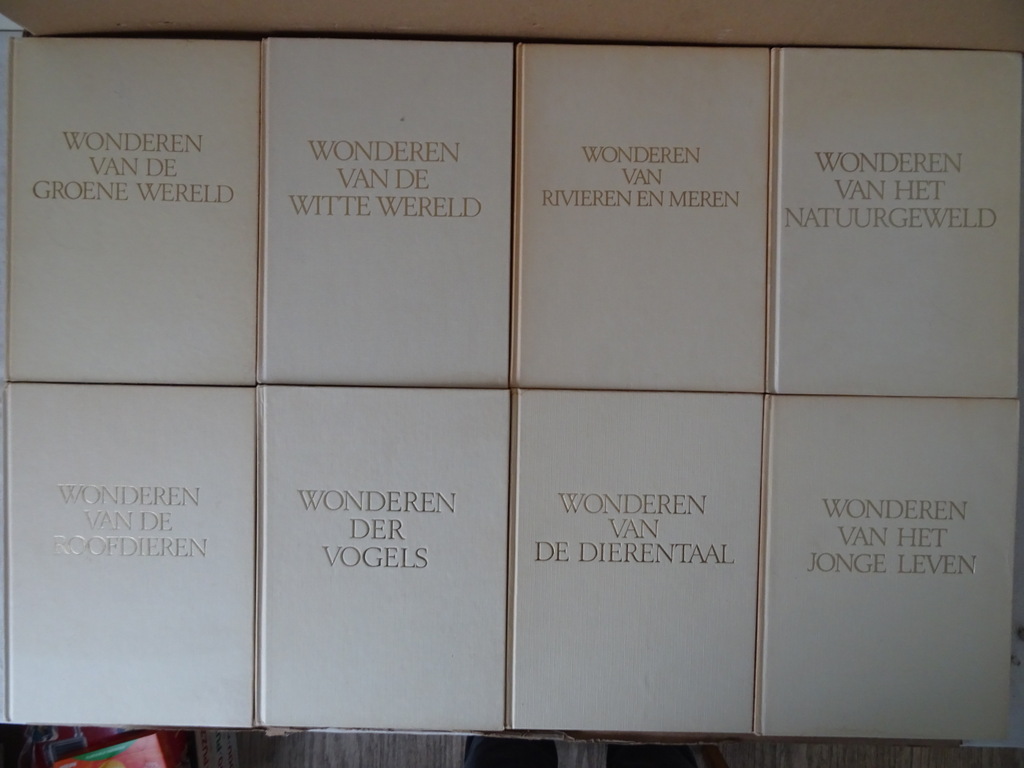 WONDEREN
VAN DE
GROENE WERELD
WONDEREN
VAN DE
WITTE WERELD
WONDEREN
VAN
RIVIEREN EN MEREN
WONDEREN
VAN HET
NATUURGEWELD
WONDEREN
VAN DE
ROOFDIEREN
WONDEREN
DER
VOGELS
WONDEREN
VAN
DE DIERENTAAL
WONDEREN
VAN HET
JONGE LEVEN